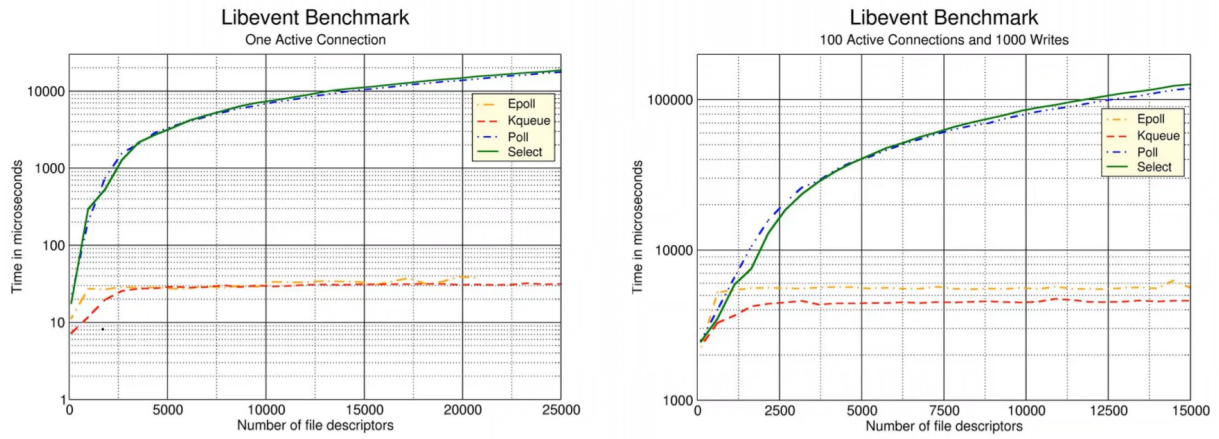 Libevent Benchmark
One Active Connection
Time in microseconds
10000
1000
100
10
1
Epoll
Kqueue
Poll
Select
0 5000 10000 15000 20000 25000
Number of file descriptors
Libevent Benchmark
100 Active Connections and 1000 Writes
Time in microseconds
100000
10000
1000
Epoll
Kqueue
Poll
Select
0 2500 5000 7500 10000 12500 15000
Number of file descriptors